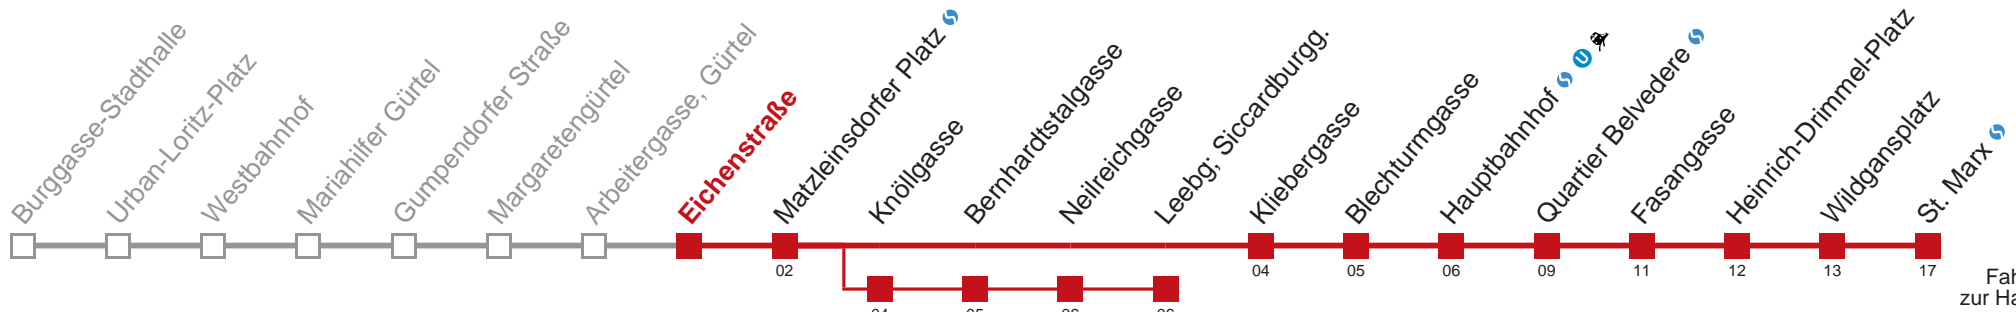 Burggasse-Stadthalle
Urban-Loritz-Platz
Westbahnhof
Mariahilfer Gürtel
Gumpendorfer Straße
Margaretengürtel
Arbeitergasse, Gürtel
Eichenstraße
Matzleinsdorfer Platz
Knöllgasse
Bernhardtstalgasse
Neilreichgasse
Leebg; Siccardburgg.
Kliebergasse
Blechturmgasse
Hauptbahnhof U
Quartier Belvedere
Fasangasse
Heinrich-Drimmel-Platz
Wildgansplatz
St. Marx
02 04 05 06 09 11 12 13 17
zur Ha